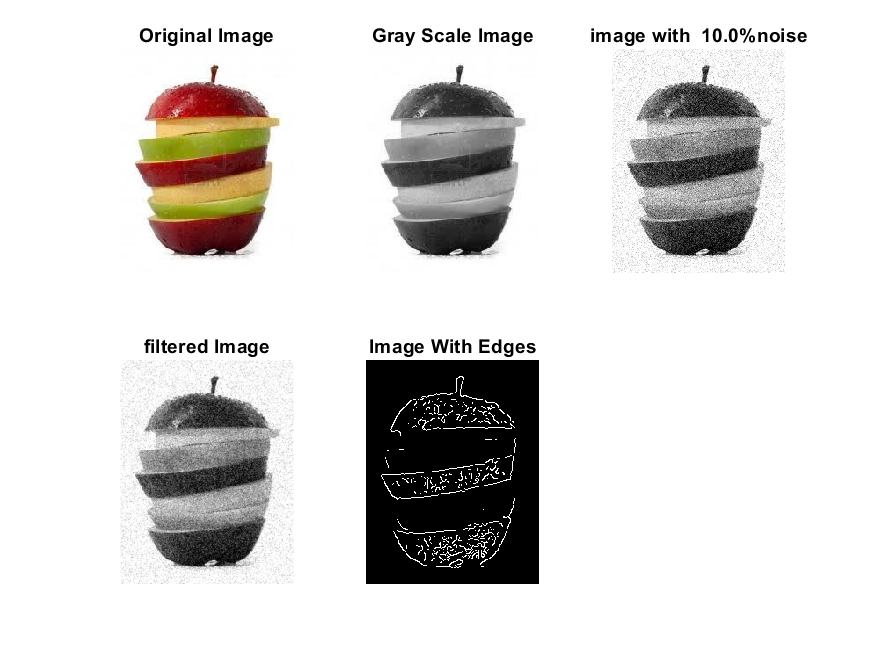 Original Image
Gray Scale Image
image with  10.0%noise
filtered Image
Image With Edges